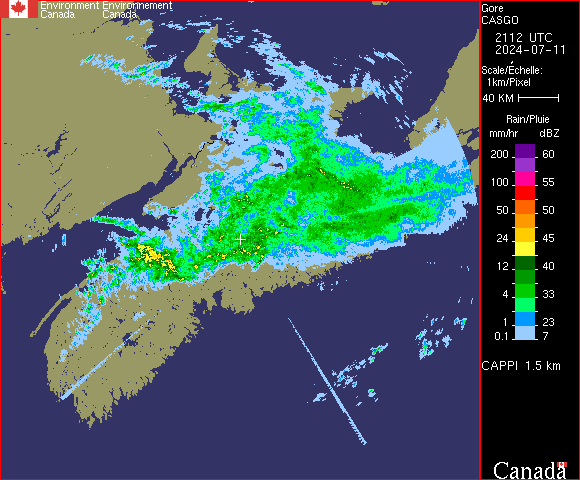 Environment Environnement
Canada Canada
Gore
CASGO
2112 UTC
2024-07-11
Scale/Échelle:
1km/Pixel
40 KM
Rain/Pluie
mm/hr dBZ
200 60
100 55
50 50
24 45
12 40
4 33
0.1 23
7
CAPPI 1.5 km
Canada